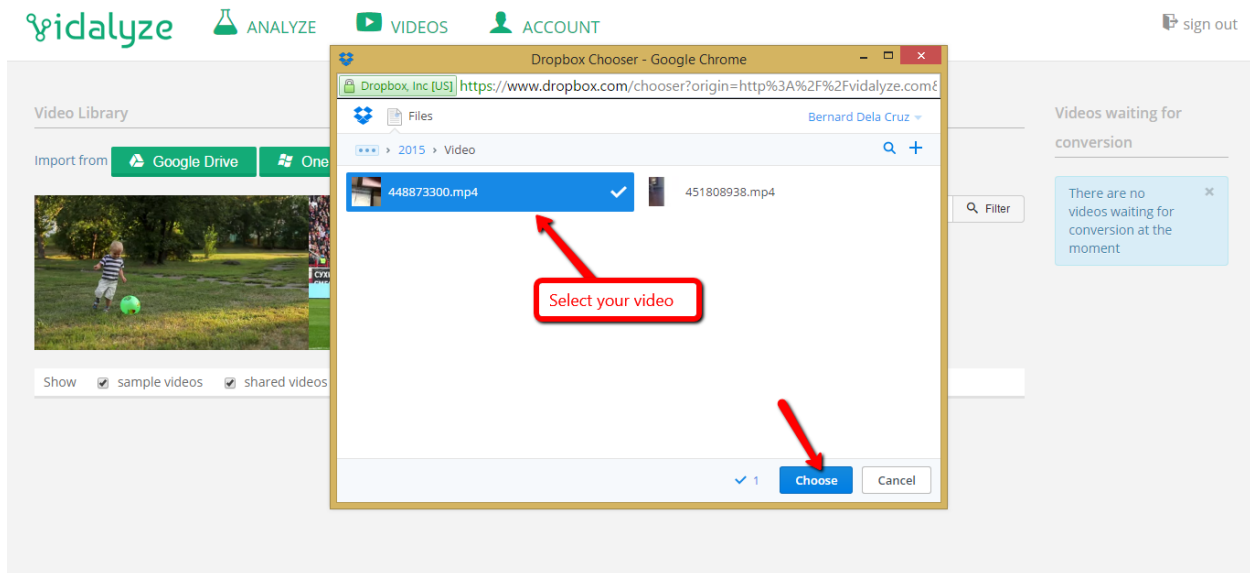 Vidalyze
ANALYZE
VIDEOS
ACCOUNT
sign out
Dropbox Chooser - Google Chrome
Dropbox, Inc [US] https://www.dropbox.com/chooser?origin=http%3A%2F%2Fvidalyze.com&
Files
Bernard Dela Cruz
2015 › Video
448873300.mp4
451808938.mp4
Select your video
1
Choose
Cancel
Video Library
Import from
Google Drive
One
Filter
Show sample videos shared videos
Videos waiting for
conversion
There are no
videos waiting for
conversion at the
moment